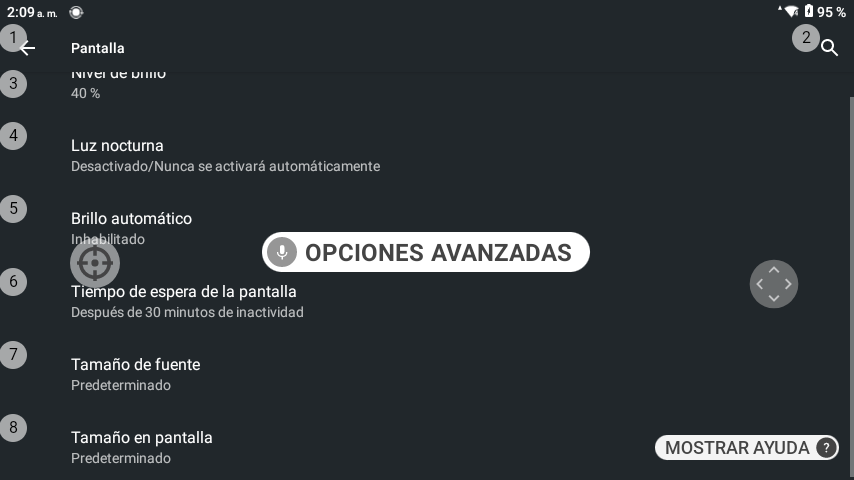 2:09 a. m.
95 %
1
Pantalla
2
3
Nivel de brillo
40 %
4
Luz nocturna
Desactivado/Nunca se activará automáticamente
5
Brillo automático
Inhabilitado
OPCIONES AVANZADAS
6
Tiempo de espera de la pantalla
Después de 30 minutos de inactividad
7
Tamaño de fuente
Predeterminado
8
Tamaño en pantalla
Predeterminado
MOSTRAR AYUDA ?